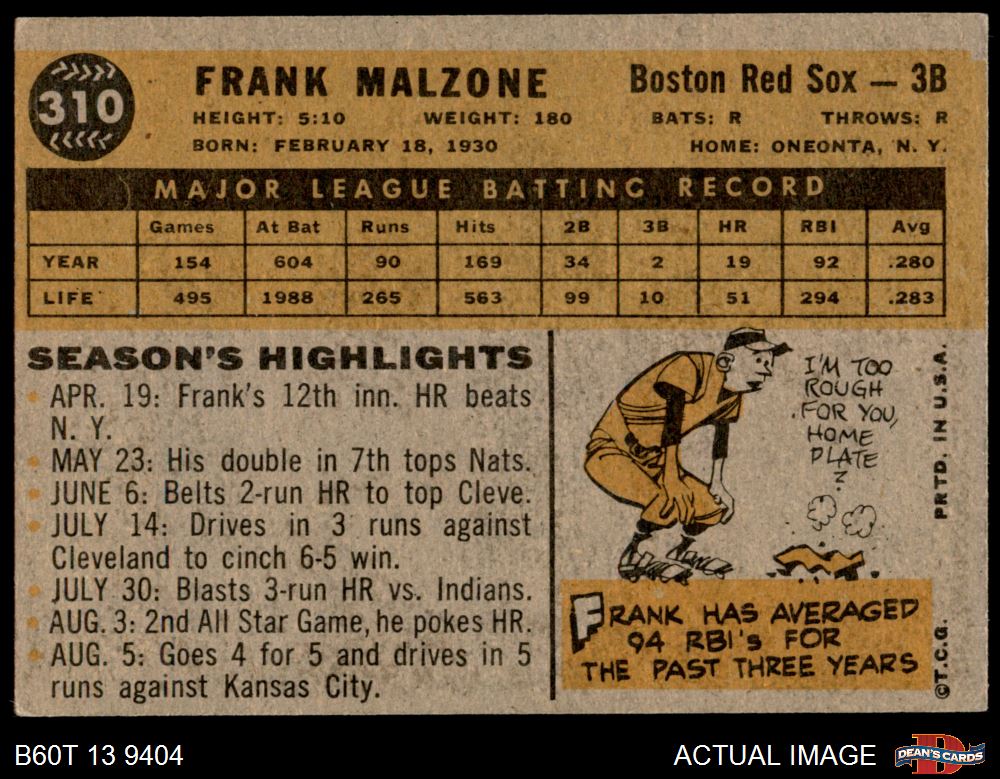 310
FRANK MALZONE
Boston Red Sox — 3B
HEIGHT: 5:10 WEIGHT: 180 BATS: R THROWS: R
BORN: FEBRUARY 18, 1930 HOME: ONEONTA, N. Y.
MAJOR LEAGUE BATTING RECORD
Games At Bat Runs Hits 2B 3B HR RBI Avg
YEAR 154 604 90 169 34 2 19 92 .280
LIFE 495 1988 265 563 99 10 51 294 .283
SEASON'S HIGHLIGHTS
APR. 19: Frank's 12th inn. HR beats
N. Y.
MAY 23: His double in 7th tops Nats.
JUNE 6: Belts 2-run HR to top Cleve.
JULY 14: Drives in 3 runs against
Cleveland to cinch 6-5 win.
JULY 30: Blasts 3-run HR vs. Indians.
AUG. 3: 2nd All Star Game, he pokes HR.
AUG. 5: Goes 4 for 5 and drives in 5
runs against Kansas City.
I'M TOO
ROUGH
FOR YOU,
HOME
PLATE
?
FRANK HAS AVERAGED
94 RBI's FOR
THE PAST THREE YEARS
©T.C.G. PRTD. IN U.S.A.
B60T 13 9404
ACTUAL IMAGE
DEAN'S CARDS